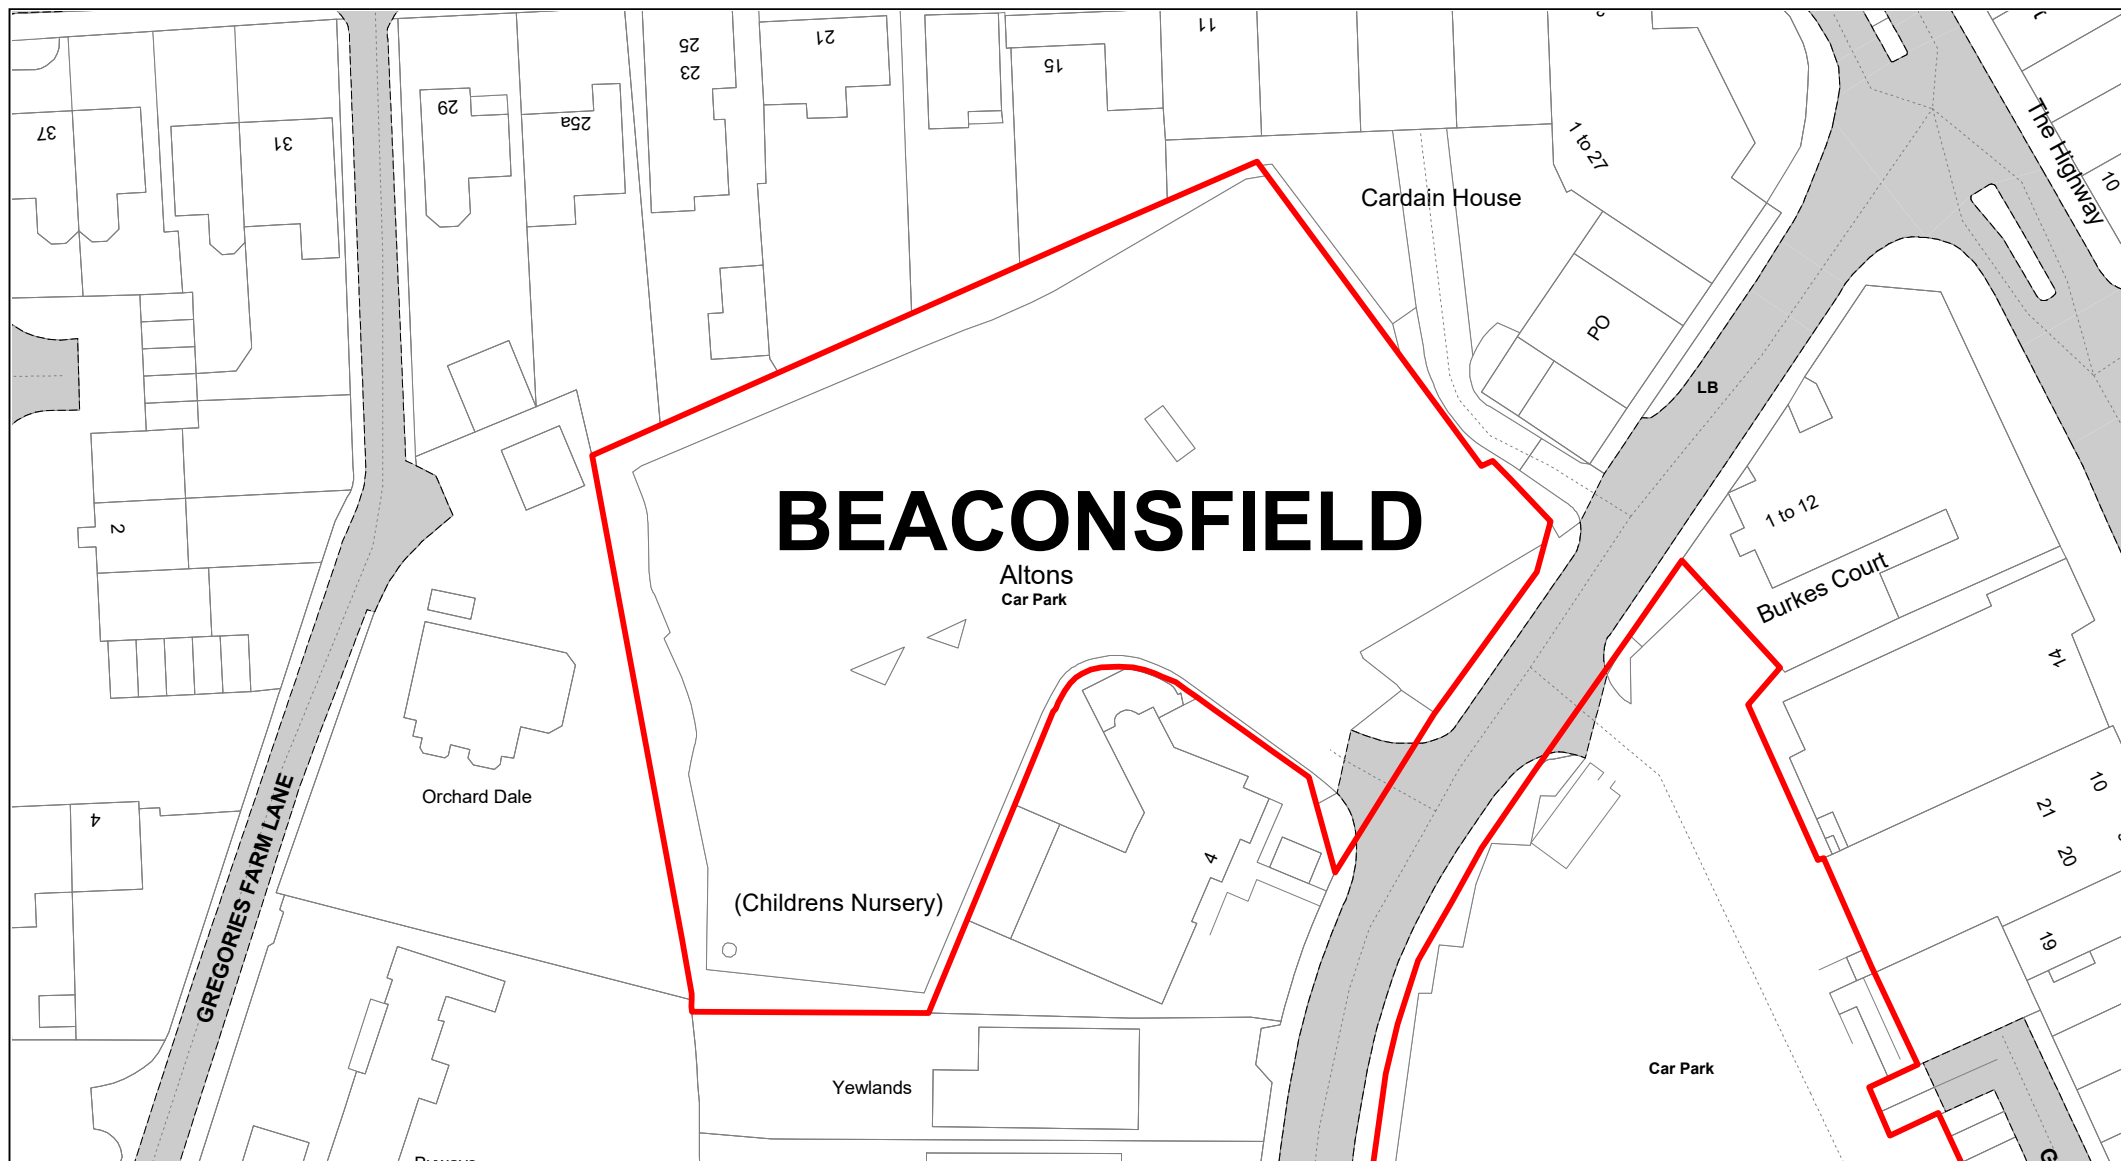 11
21
25
23
15
29
25a
37
31
1 to 27
The Highway
10
Cardain House
PO
LB
BEACONSFIELD
Altons
Car Park
1 to 12
Burkes Court
2
14
Orchard Dale
GREGORIES FARM LANE
4
4
(Childrens Nursery)
10
21
20
19
Yewlands
Car Park
G